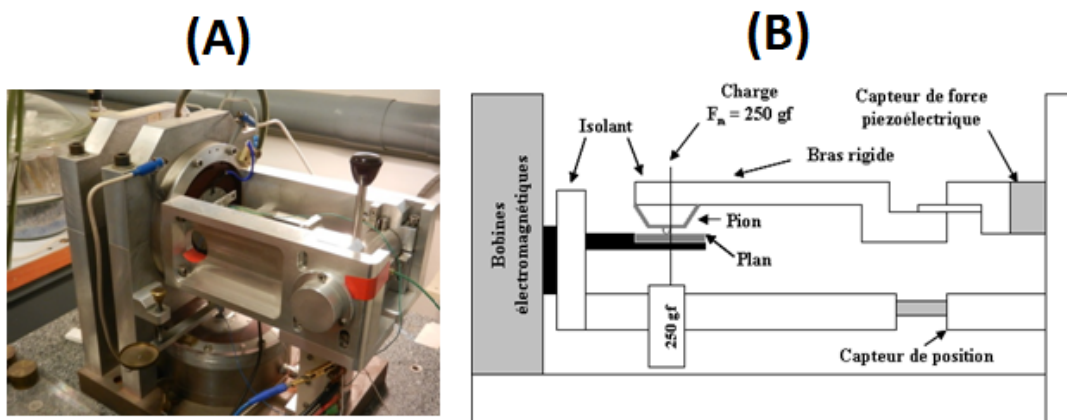 (A)
(B)
Charge
Fn = 250 gf
Capteur de force
piezoélectrique
Isolant
Bras rigide
Pion
Plan
Bobines
électromagnétiques
250 gf
Capteur de position